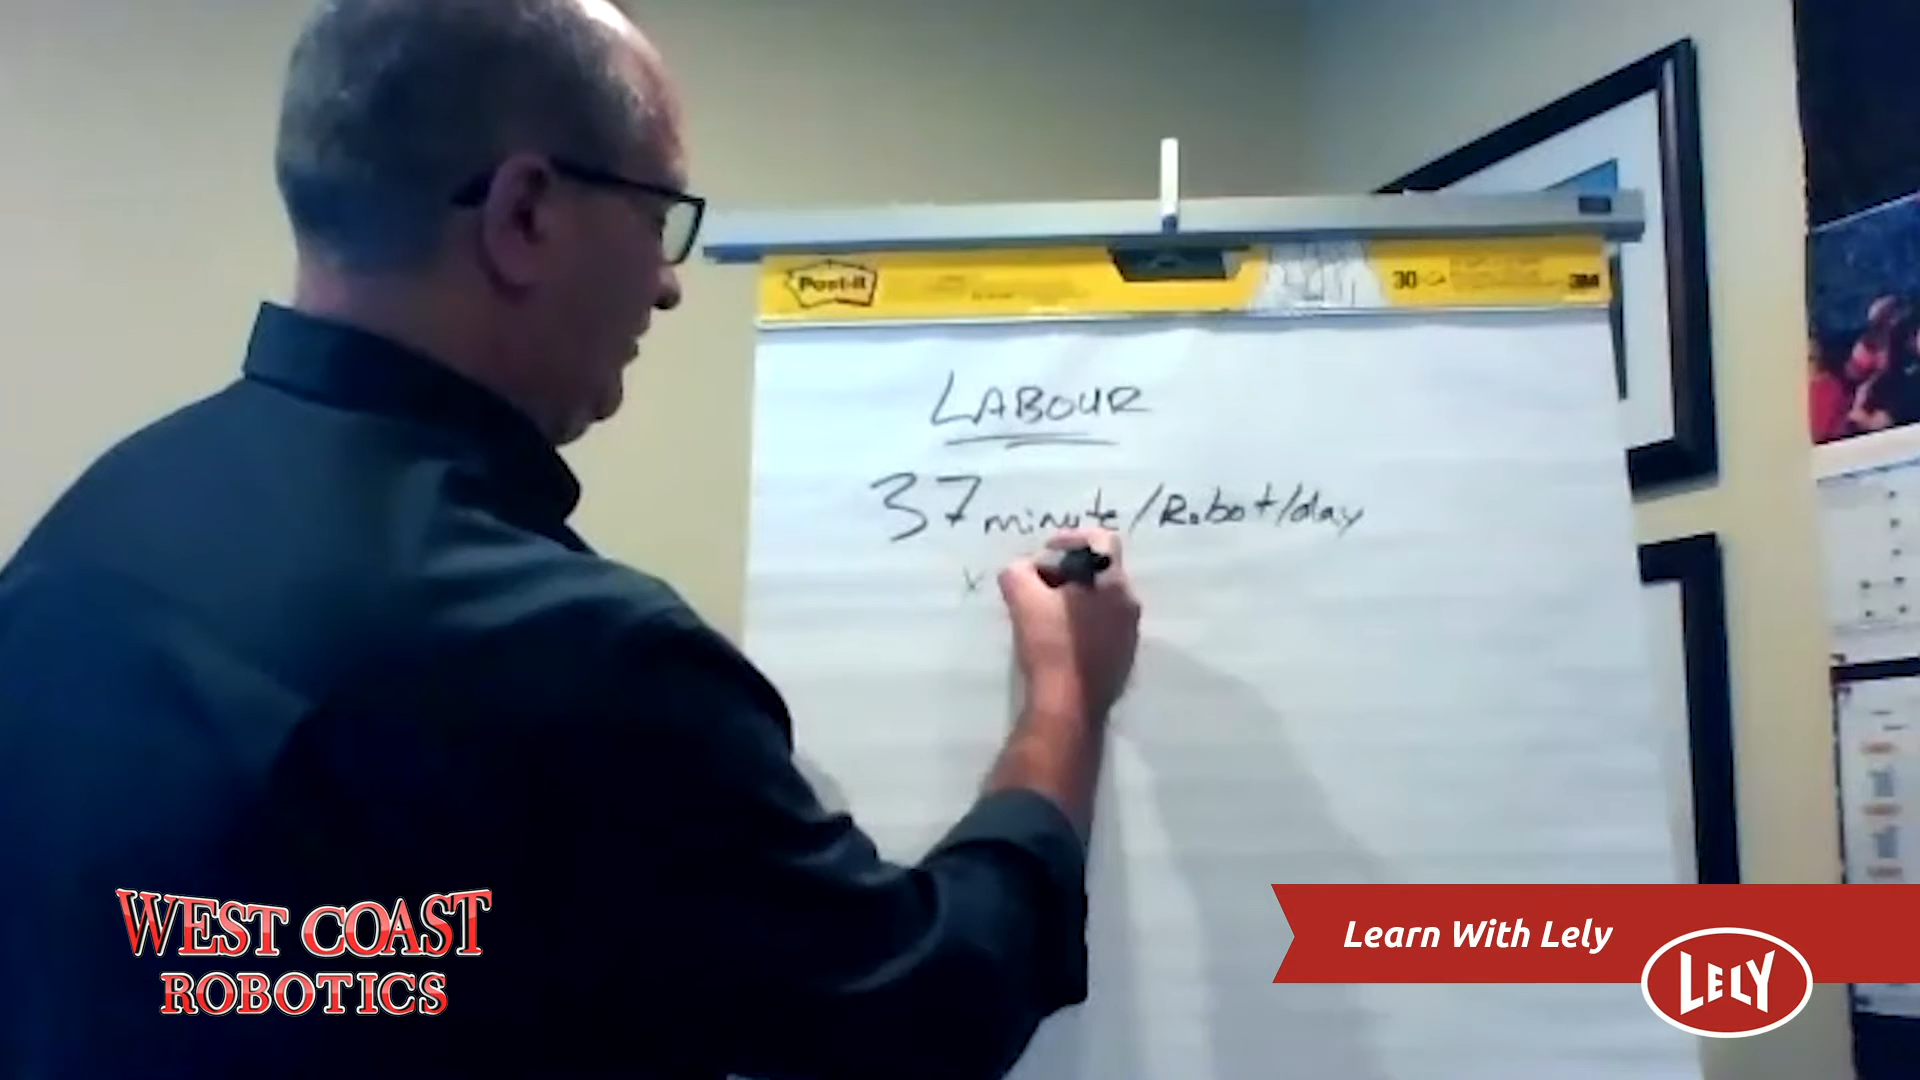 Post-it
30
3M
LABOUR
37 minute/Robot/day
x
WEST COAST
ROBOTICS
Learn With Lely
LELY